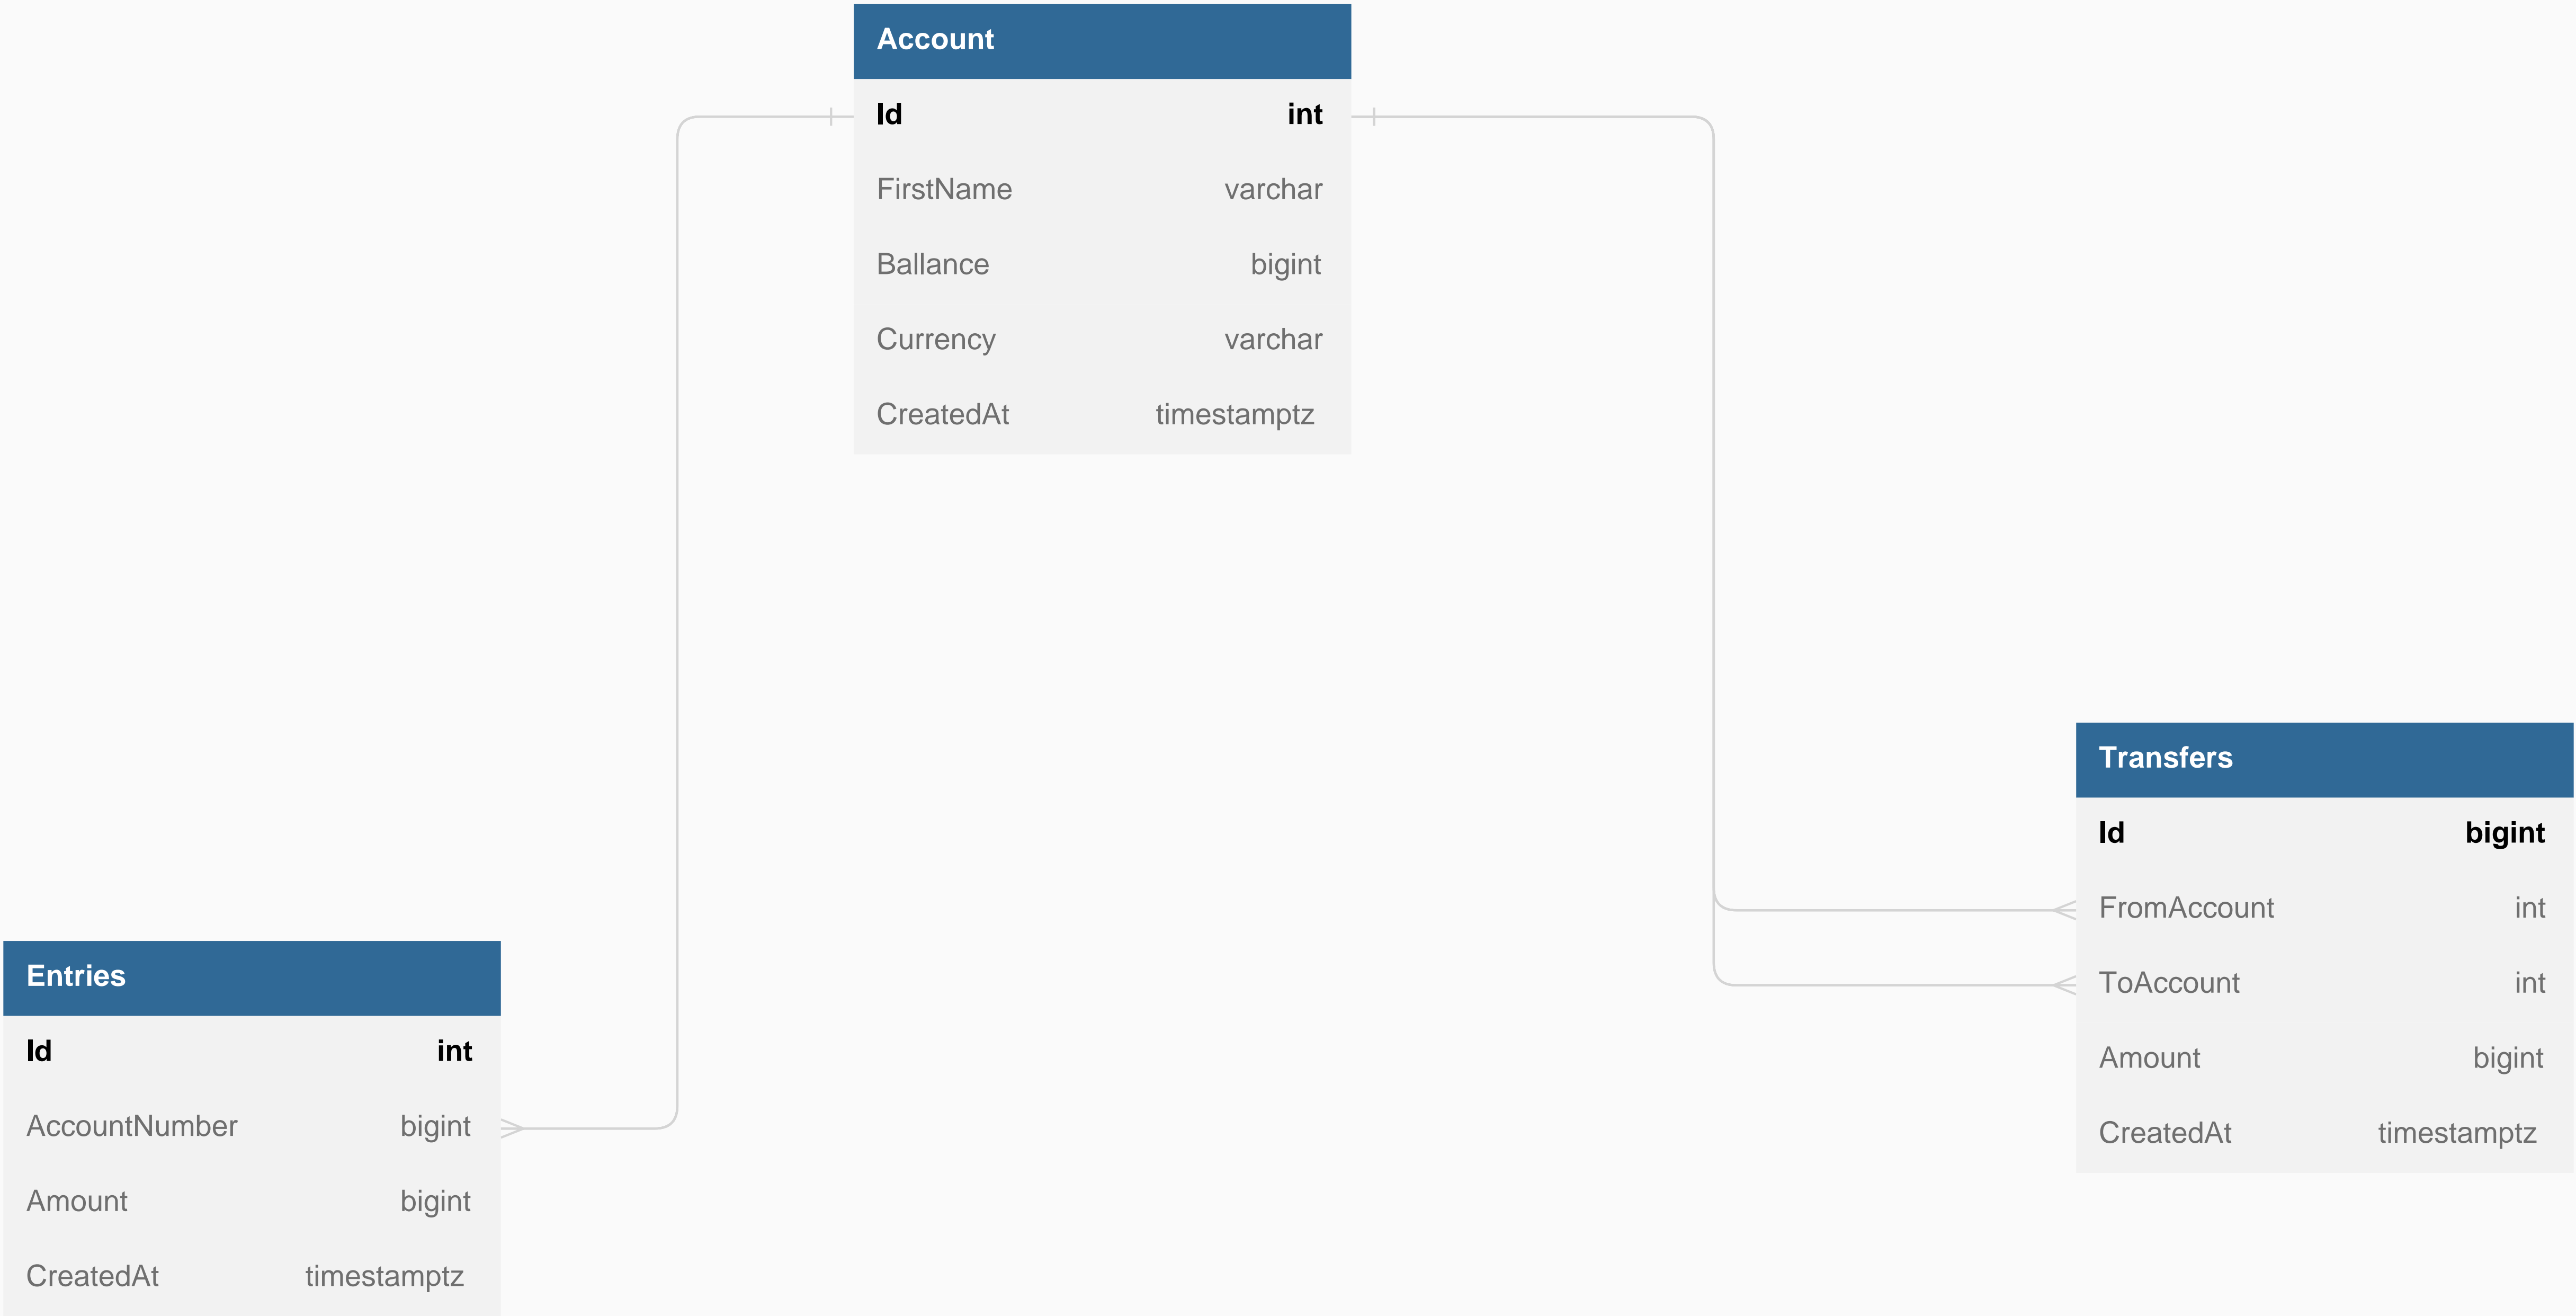 Account
Id int
FirstName varchar
Ballance bigint
Currency varchar
CreatedAt timestamptz
Transfers
Id bigint
FromAccount int
ToAccount int
Amount bigint
CreatedAt timestamptz
Entries
Id int
AccountNumber bigint
Amount bigint
CreatedAt timestamptz